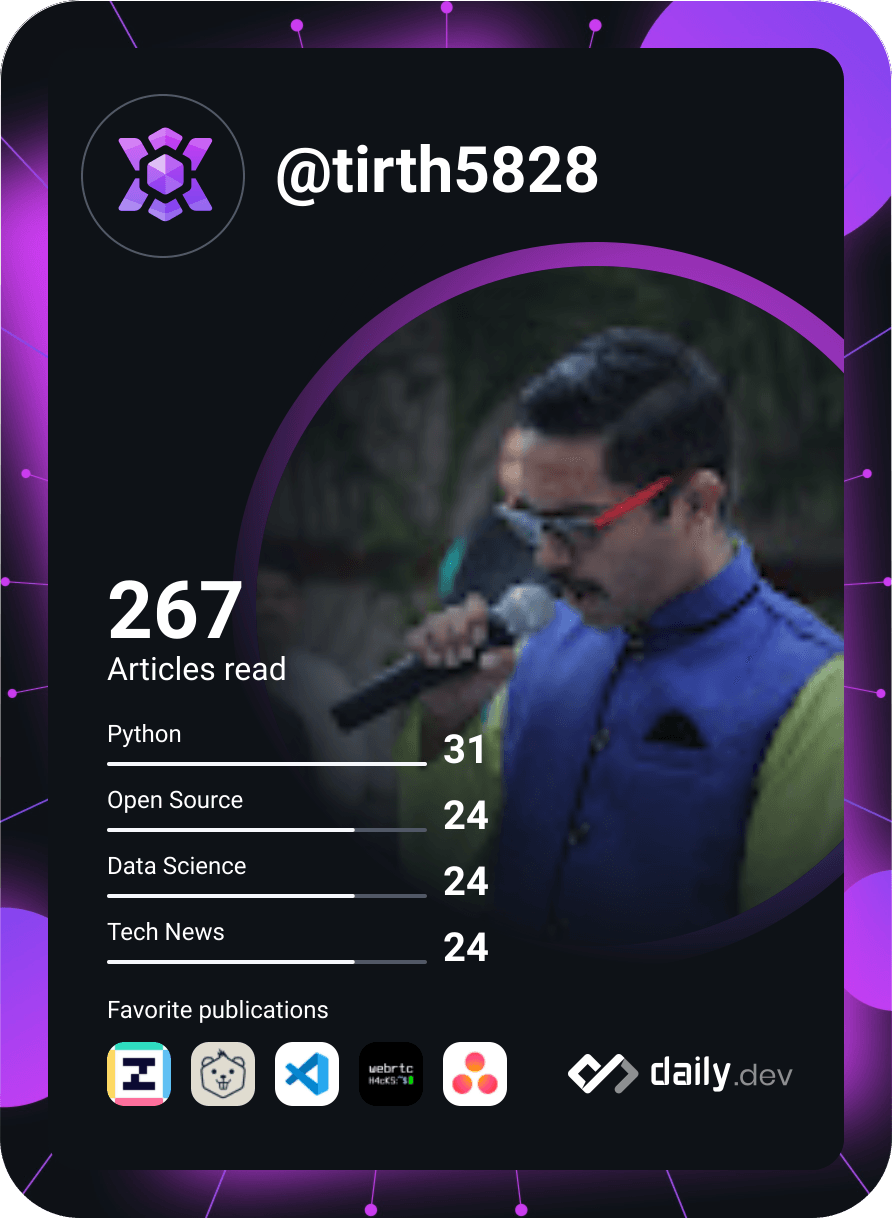 @tirth5828
267
Articles read
Python
31
Open Source
24
Data Science
24
Tech News
24
Favorite publications
webrtc
H4cKS:~$
daily.dev